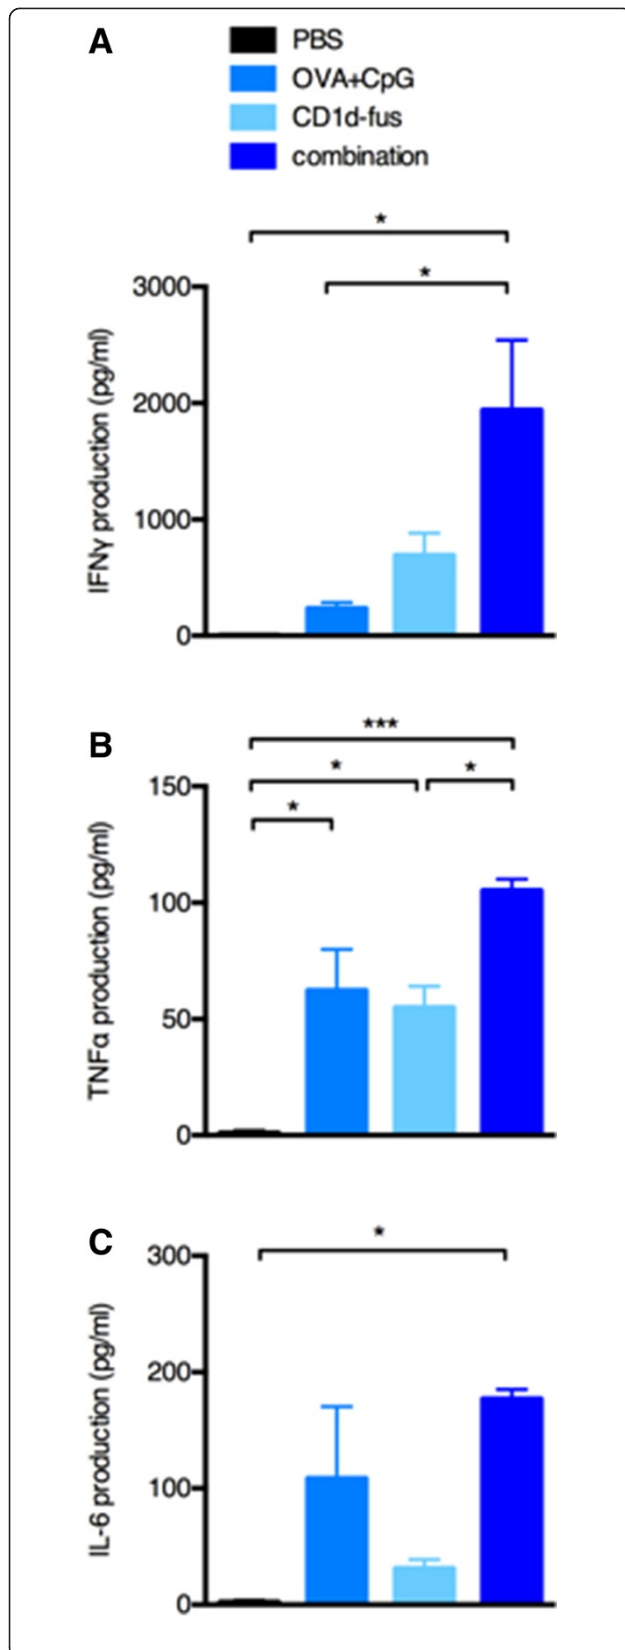 A
PBS
OVA+CpG
CD1d-fus
combination
*
*
3000
2000
1000
0
IFNγ production (pg/ml)
B
***
*
*
*
150
100
50
0
TNFα production (pg/ml)
C
*
300
200
100
0
IL-6 production (pg/ml)